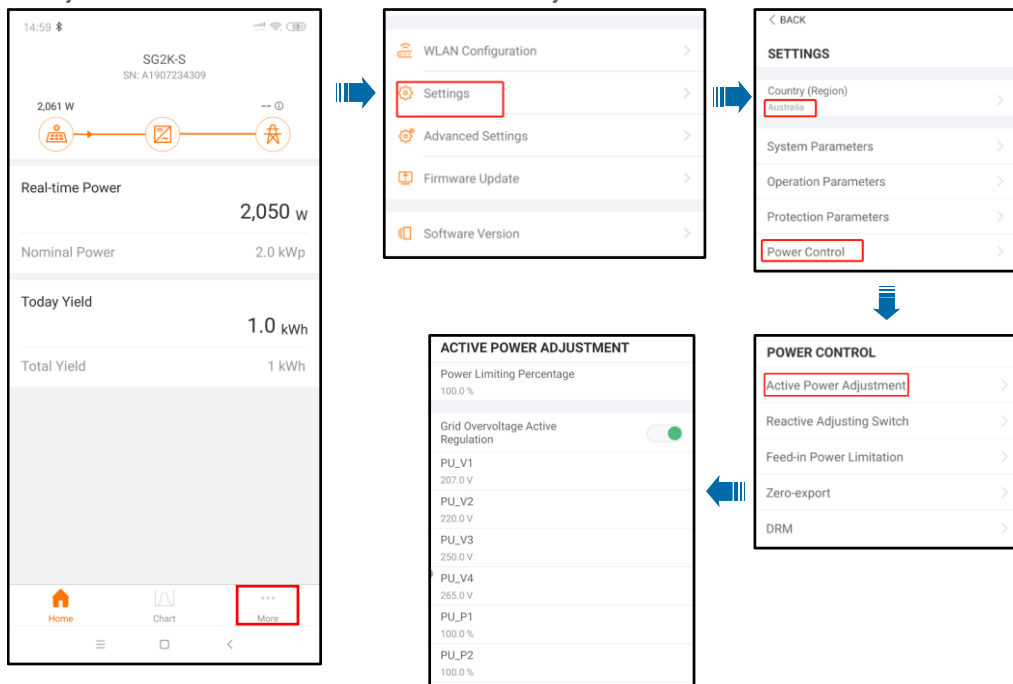 14:59
58
SG2K-S
SN: A1907234309
2,061 W
--
Real-time Power
2,050 W
Nominal Power
2.0 kWp
Today Yield
1.0 kWh
Total Yield
1 kWh
Home
Chart
More
WLAN Configuration
Settings
Advanced Settings
Firmware Update
Software Version
< BACK
SETTINGS
Country (Region)
Australia
System Parameters
Operation Parameters
Protection Parameters
Power Control
POWER CONTROL
Active Power Adjustment
Reactive Adjusting Switch
Feed-in Power Limitation
Zero-export
DRM
ACTIVE POWER ADJUSTMENT
Power Limiting Percentage
100.0 %
Grid Overvoltage Active
Regulation
PU_V1
207.0 V
PU_V2
220.0 V
PU_V3
250.0 V
PU_V4
265.0 V
PU_P1
100.0 %
PU_P2
100.0 %